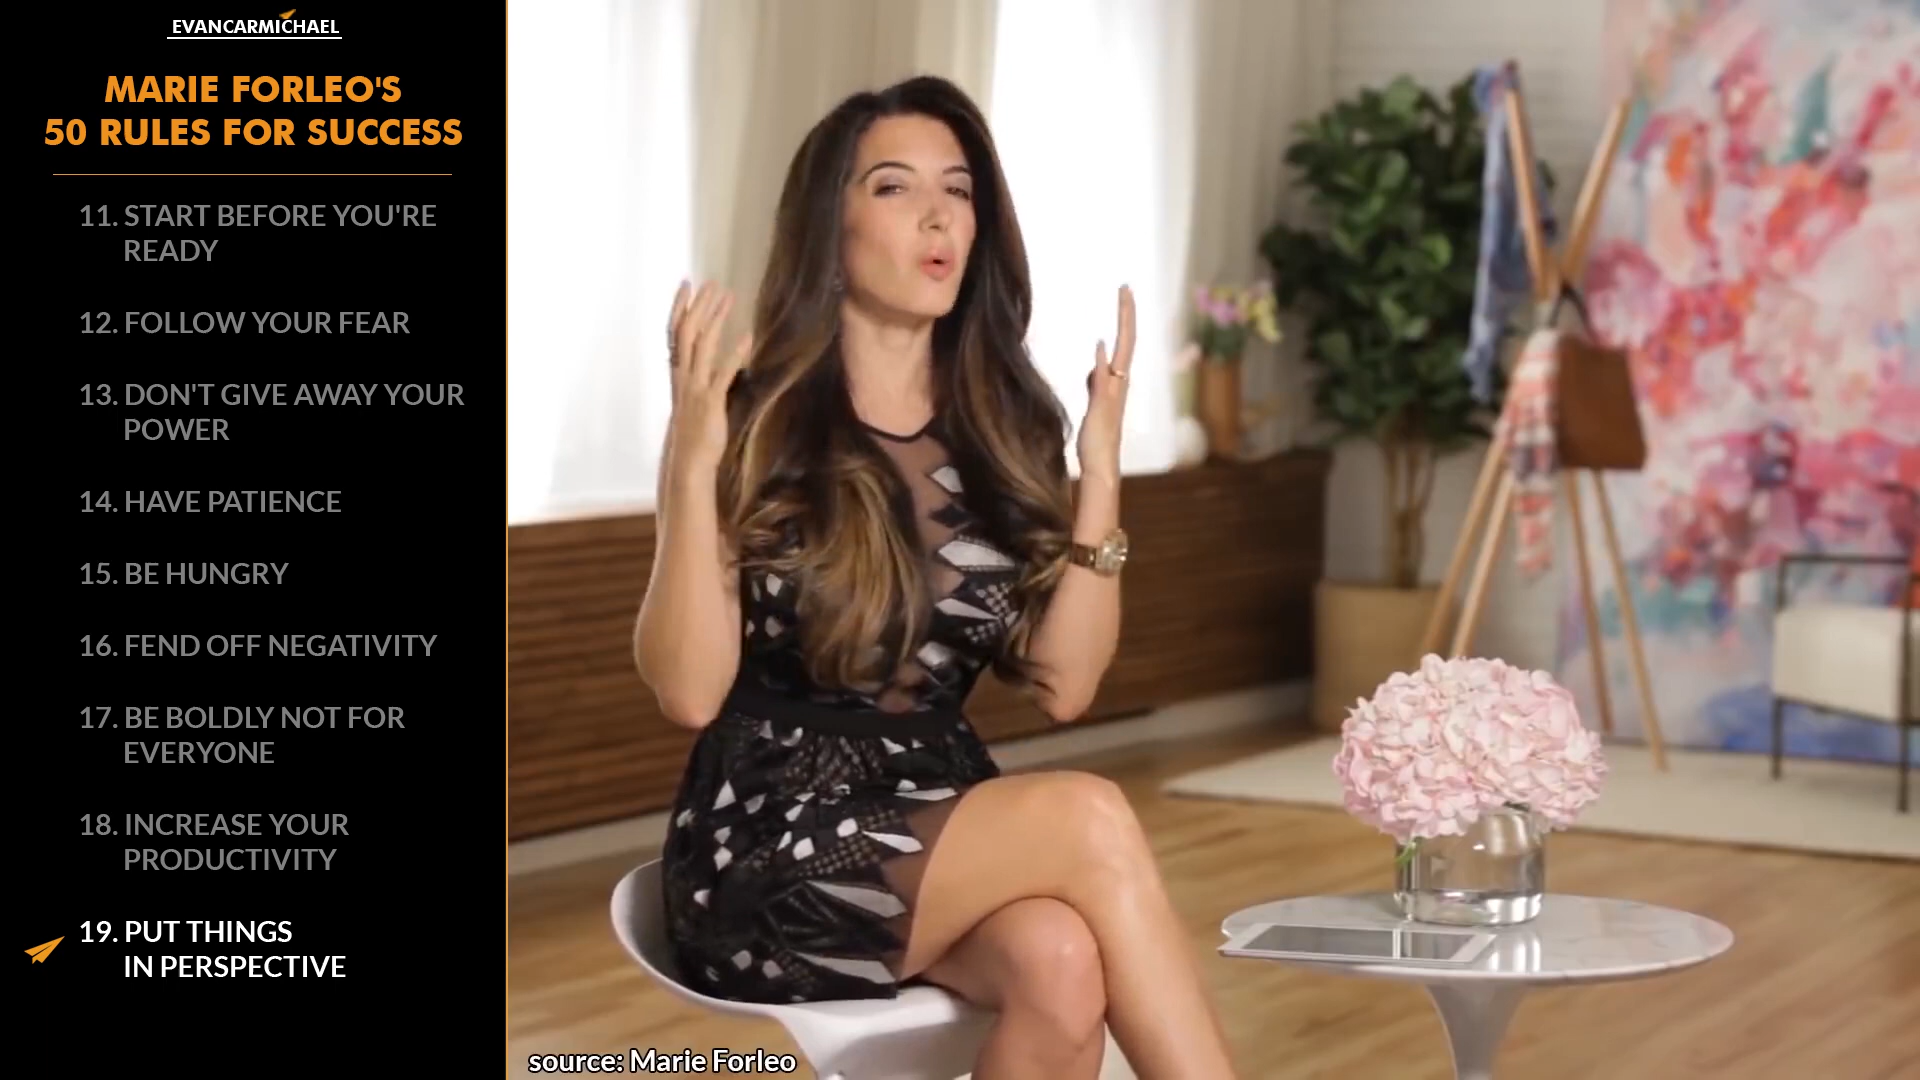 EVANCARMICHAEL
MARIE FORLEO'S
50 RULES FOR SUCCESS
11. START BEFORE YOU'RE
READY
12. FOLLOW YOUR FEAR
13. DON'T GIVE AWAY YOUR
POWER
14. HAVE PATIENCE
15. BE HUNGRY
16. FEND OFF NEGATIVITY
17. BE BOLDLY NOT FOR
EVERYONE
18. INCREASE YOUR
PRODUCTIVITY
19. PUT THINGS
IN PERSPECTIVE
source: Marie Forleo